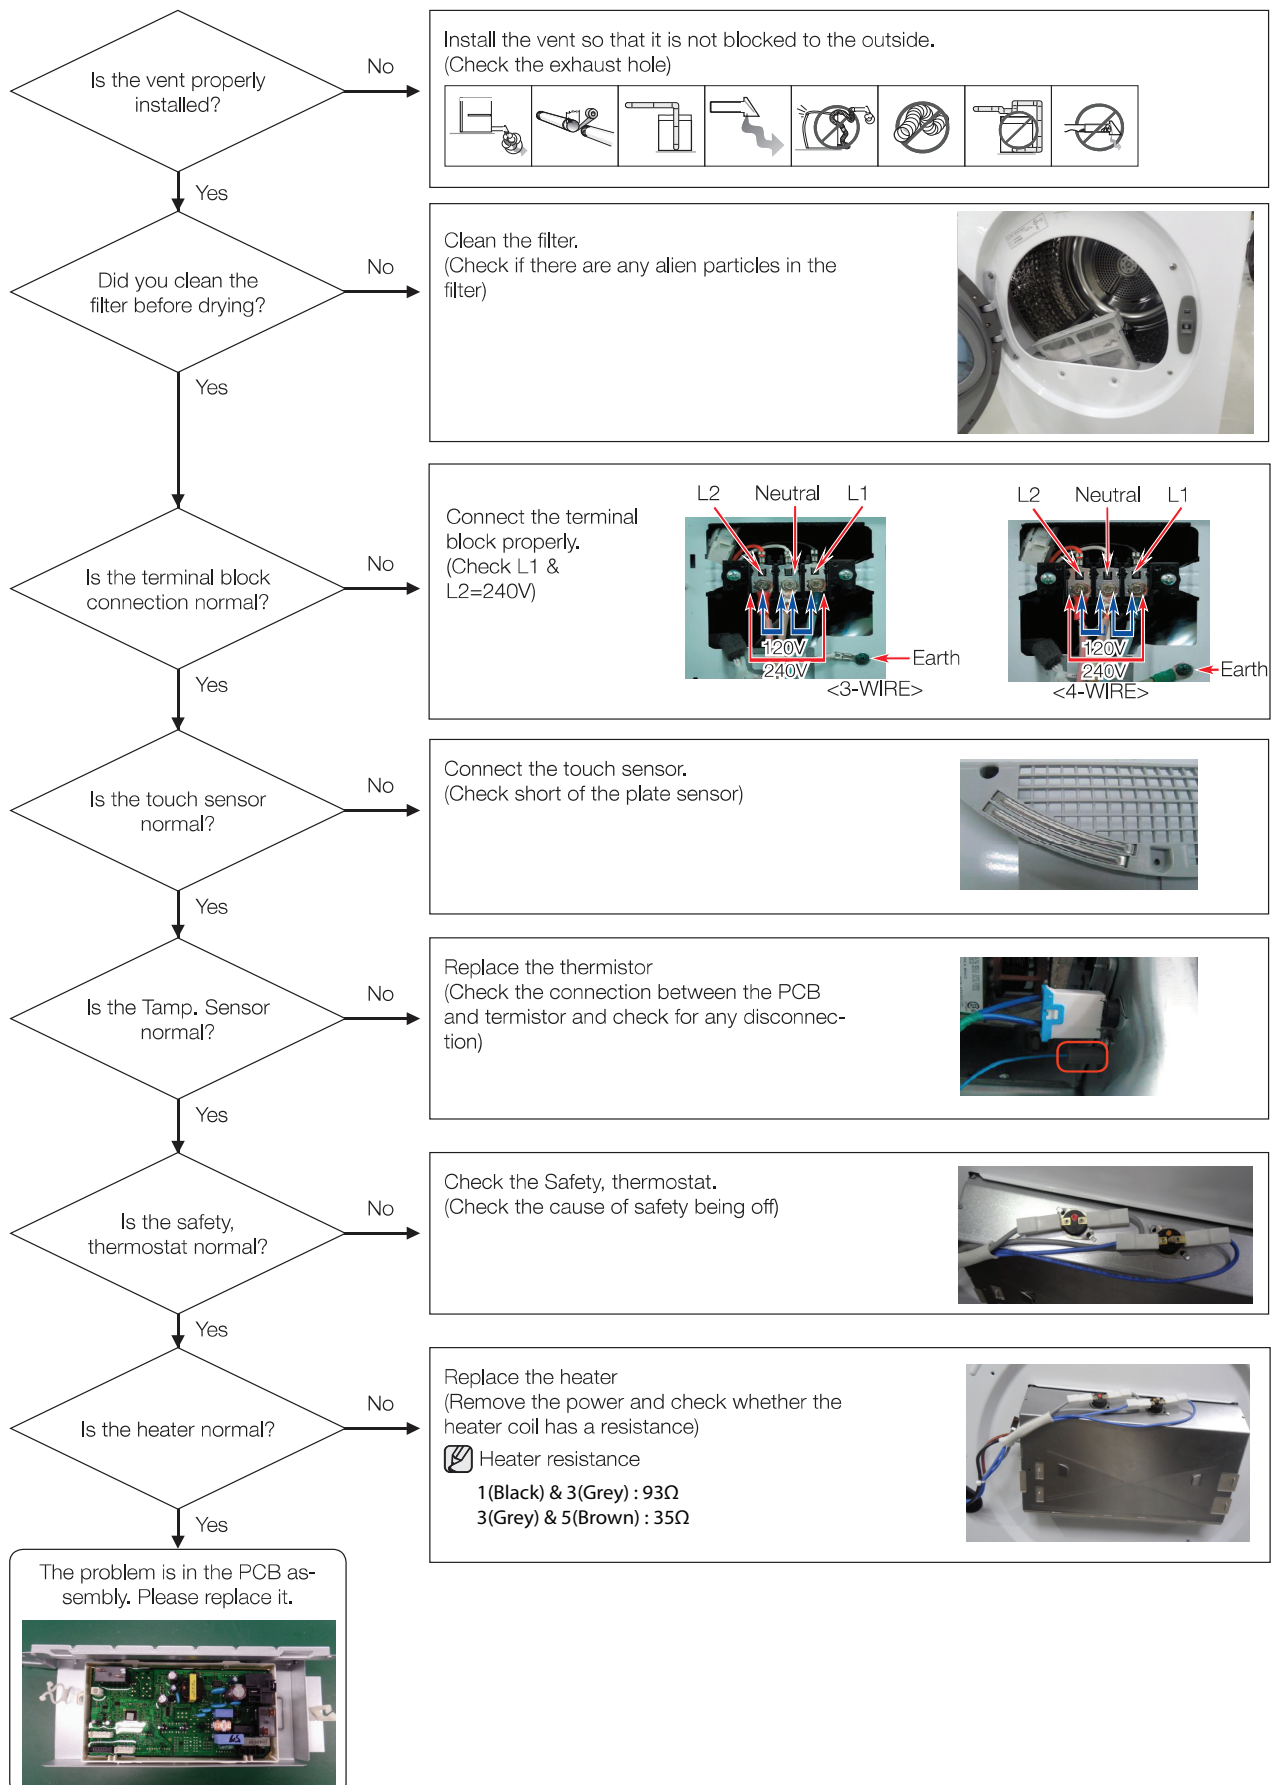 Is the vent properly
installed?
No
Install the vent so that it is not blocked to the outside.
(Check the exhaust hole)
Yes
Did you clean the
filter before drying?
No
Clean the filter.
(Check if there are any alien particles in the
filter)
Yes
Is the terminal block
connection normal?
No
Connect the terminal
block properly.
(Check L1 &
L2=240V)
L2 Neutral L1
120V
240V
Earth
<3-WIRE>
L2 Neutral L1
120V
240V
Earth
<4-WIRE>
Yes
Is the touch sensor
normal?
No
Connect the touch sensor.
(Check short of the plate sensor)
Yes
Is the Tamp. Sensor
normal?
No
Replace the thermistor
(Check the connection between the PCB
and termistor and check for any disconnec-
tion)
Yes
Is the safety,
thermostat normal?
No
Check the Safety, thermostat.
(Check the cause of safety being off)
Yes
Is the heater normal?
No
Replace the heater
(Remove the power and check whether the
heater coil has a resistance)
Heater resistance
1(Black) & 3(Grey) : 93Ω
3(Grey) & 5(Brown) : 35Ω
Yes
The problem is in the PCB as-
sembly. Please replace it.